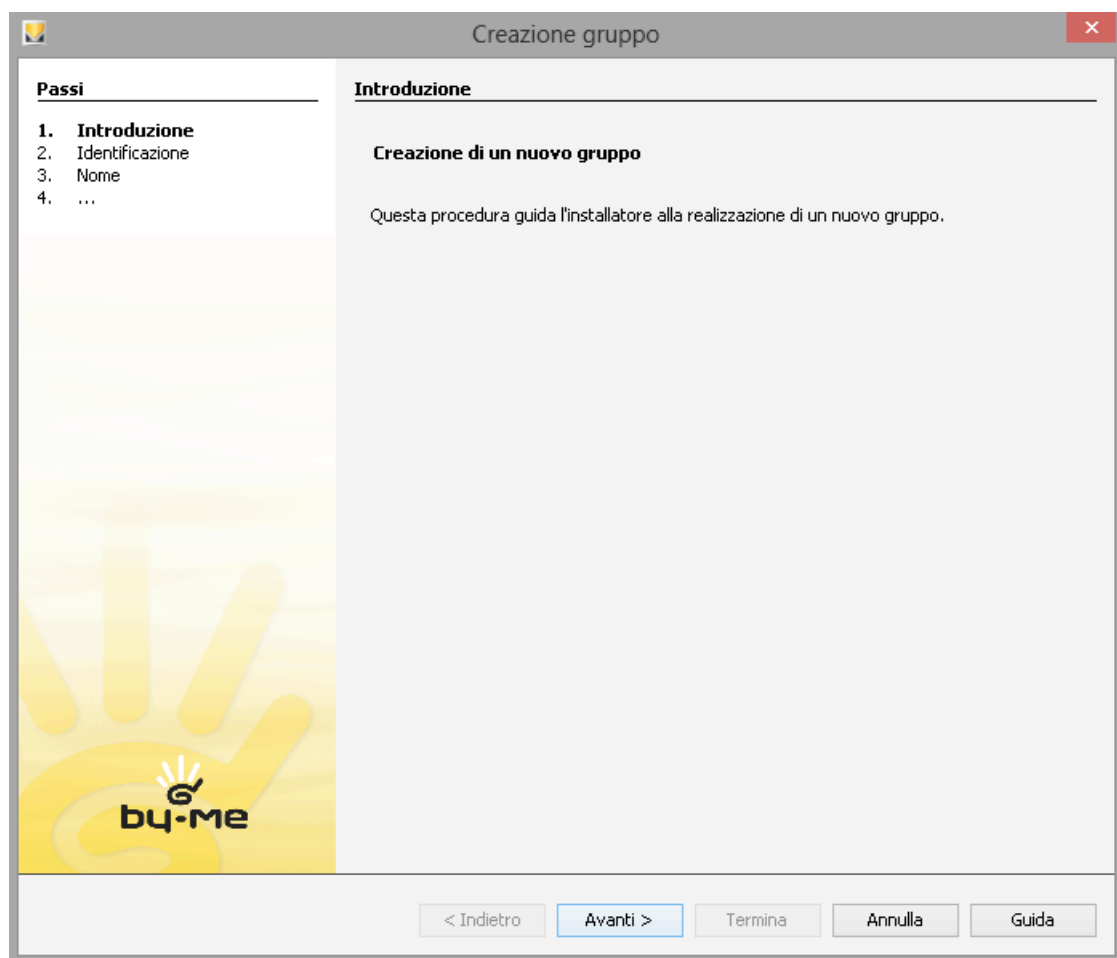 Creazione gruppo
Passi
1. Introduzione
2. Identificazione
3. Nome
4. ...
Introduzione
Creazione di un nuovo gruppo
Questa procedura guida l'installatore alla realizzazione di un nuovo gruppo.
by-me
< Indietro
Avanti >
Termina
Annulla
Guida